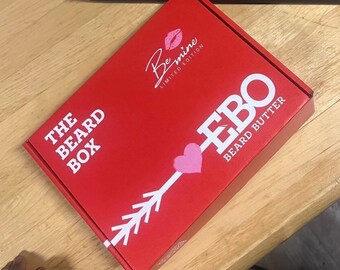 Be
mine
LIMITED EDITION
THE
BEARD
BOX
EBO
BEARD BUTTER